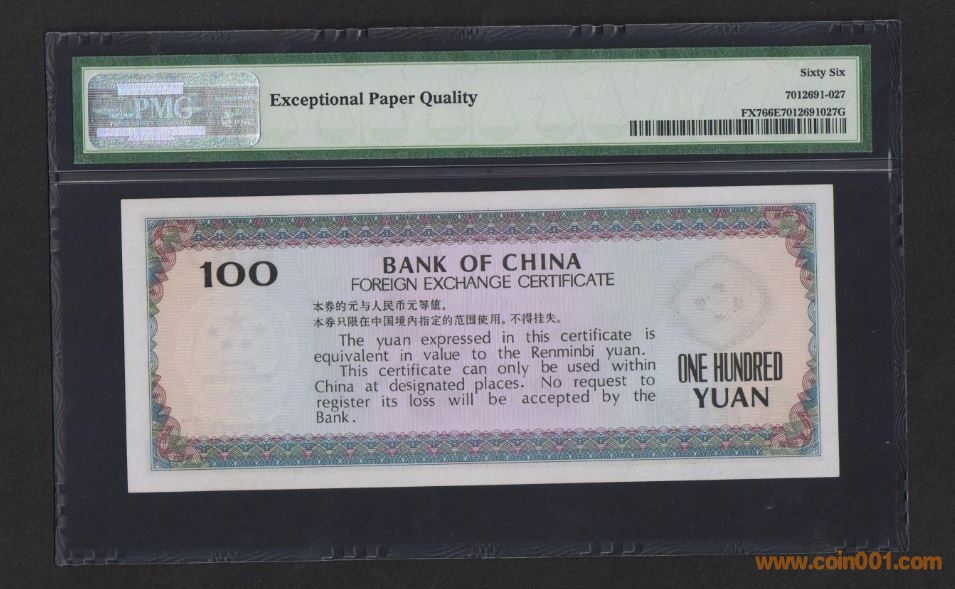 PMG
Exceptional Paper Quality
Sixty Six
7012691-027
FX766E7012691027G
100
BANK OF CHINA
FOREIGN EXCHANGE CERTIFICATE
本券的元与人民币元等值。
本券只限在中国境内指定的范围使用。不得挂失。
The yuan expressed in this certificate is
equivalent in value to the Renminbi yuan.
This certificate can only be used within
China at designated places. No request to
register its loss will be accepted by the
Bank.
ONE HUNDRED
YUAN
www.coin001.com